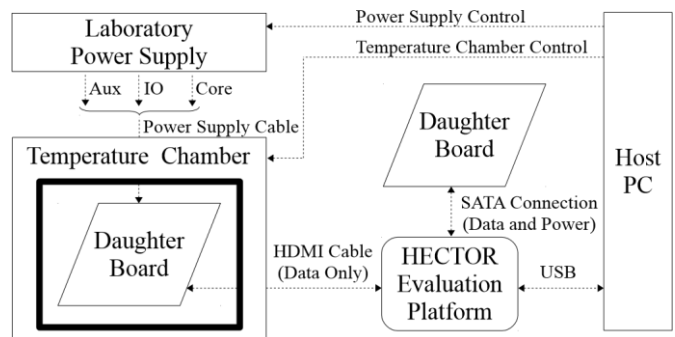 Laboratory
Power Supply
Power Supply Control
Temperature Chamber Control
Aux IO Core
Power Supply Cable
Temperature Chamber
Daughter
Board
Daughter
Board
Host
PC
SATA Connection
(Data and Power)
HDMI Cable
(Data Only)
HECTOR
Evaluation
Platform
USB